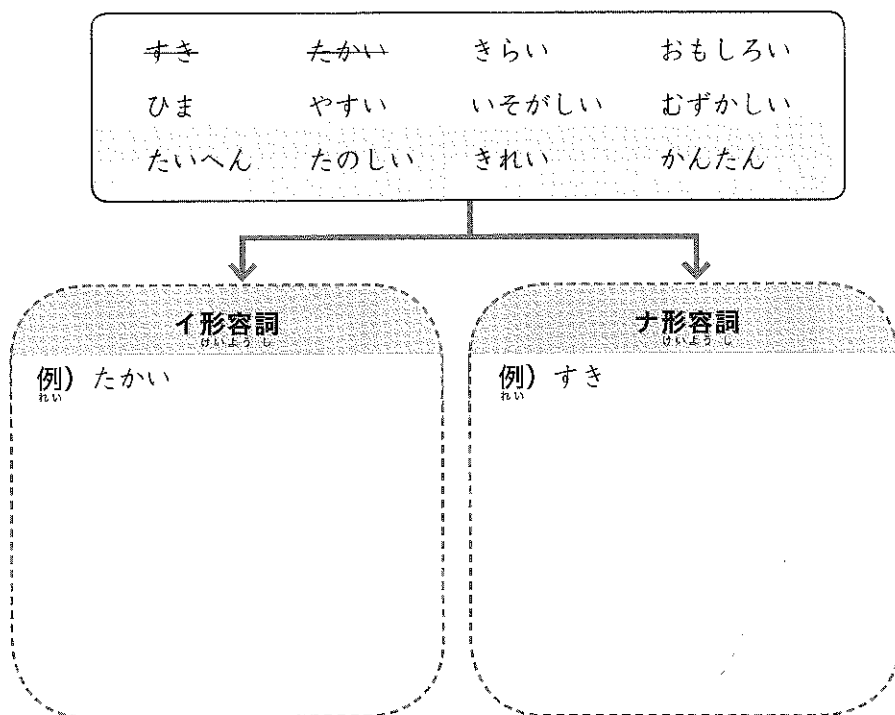 すき たかい きらい おもしろい
ひま やすい いそがしい むずかしい
たいへん たのしい きれい かんたん
イ形容詞
けいようし
ナ形容詞
けいようし
例) たかい
れい
例) すき
れい